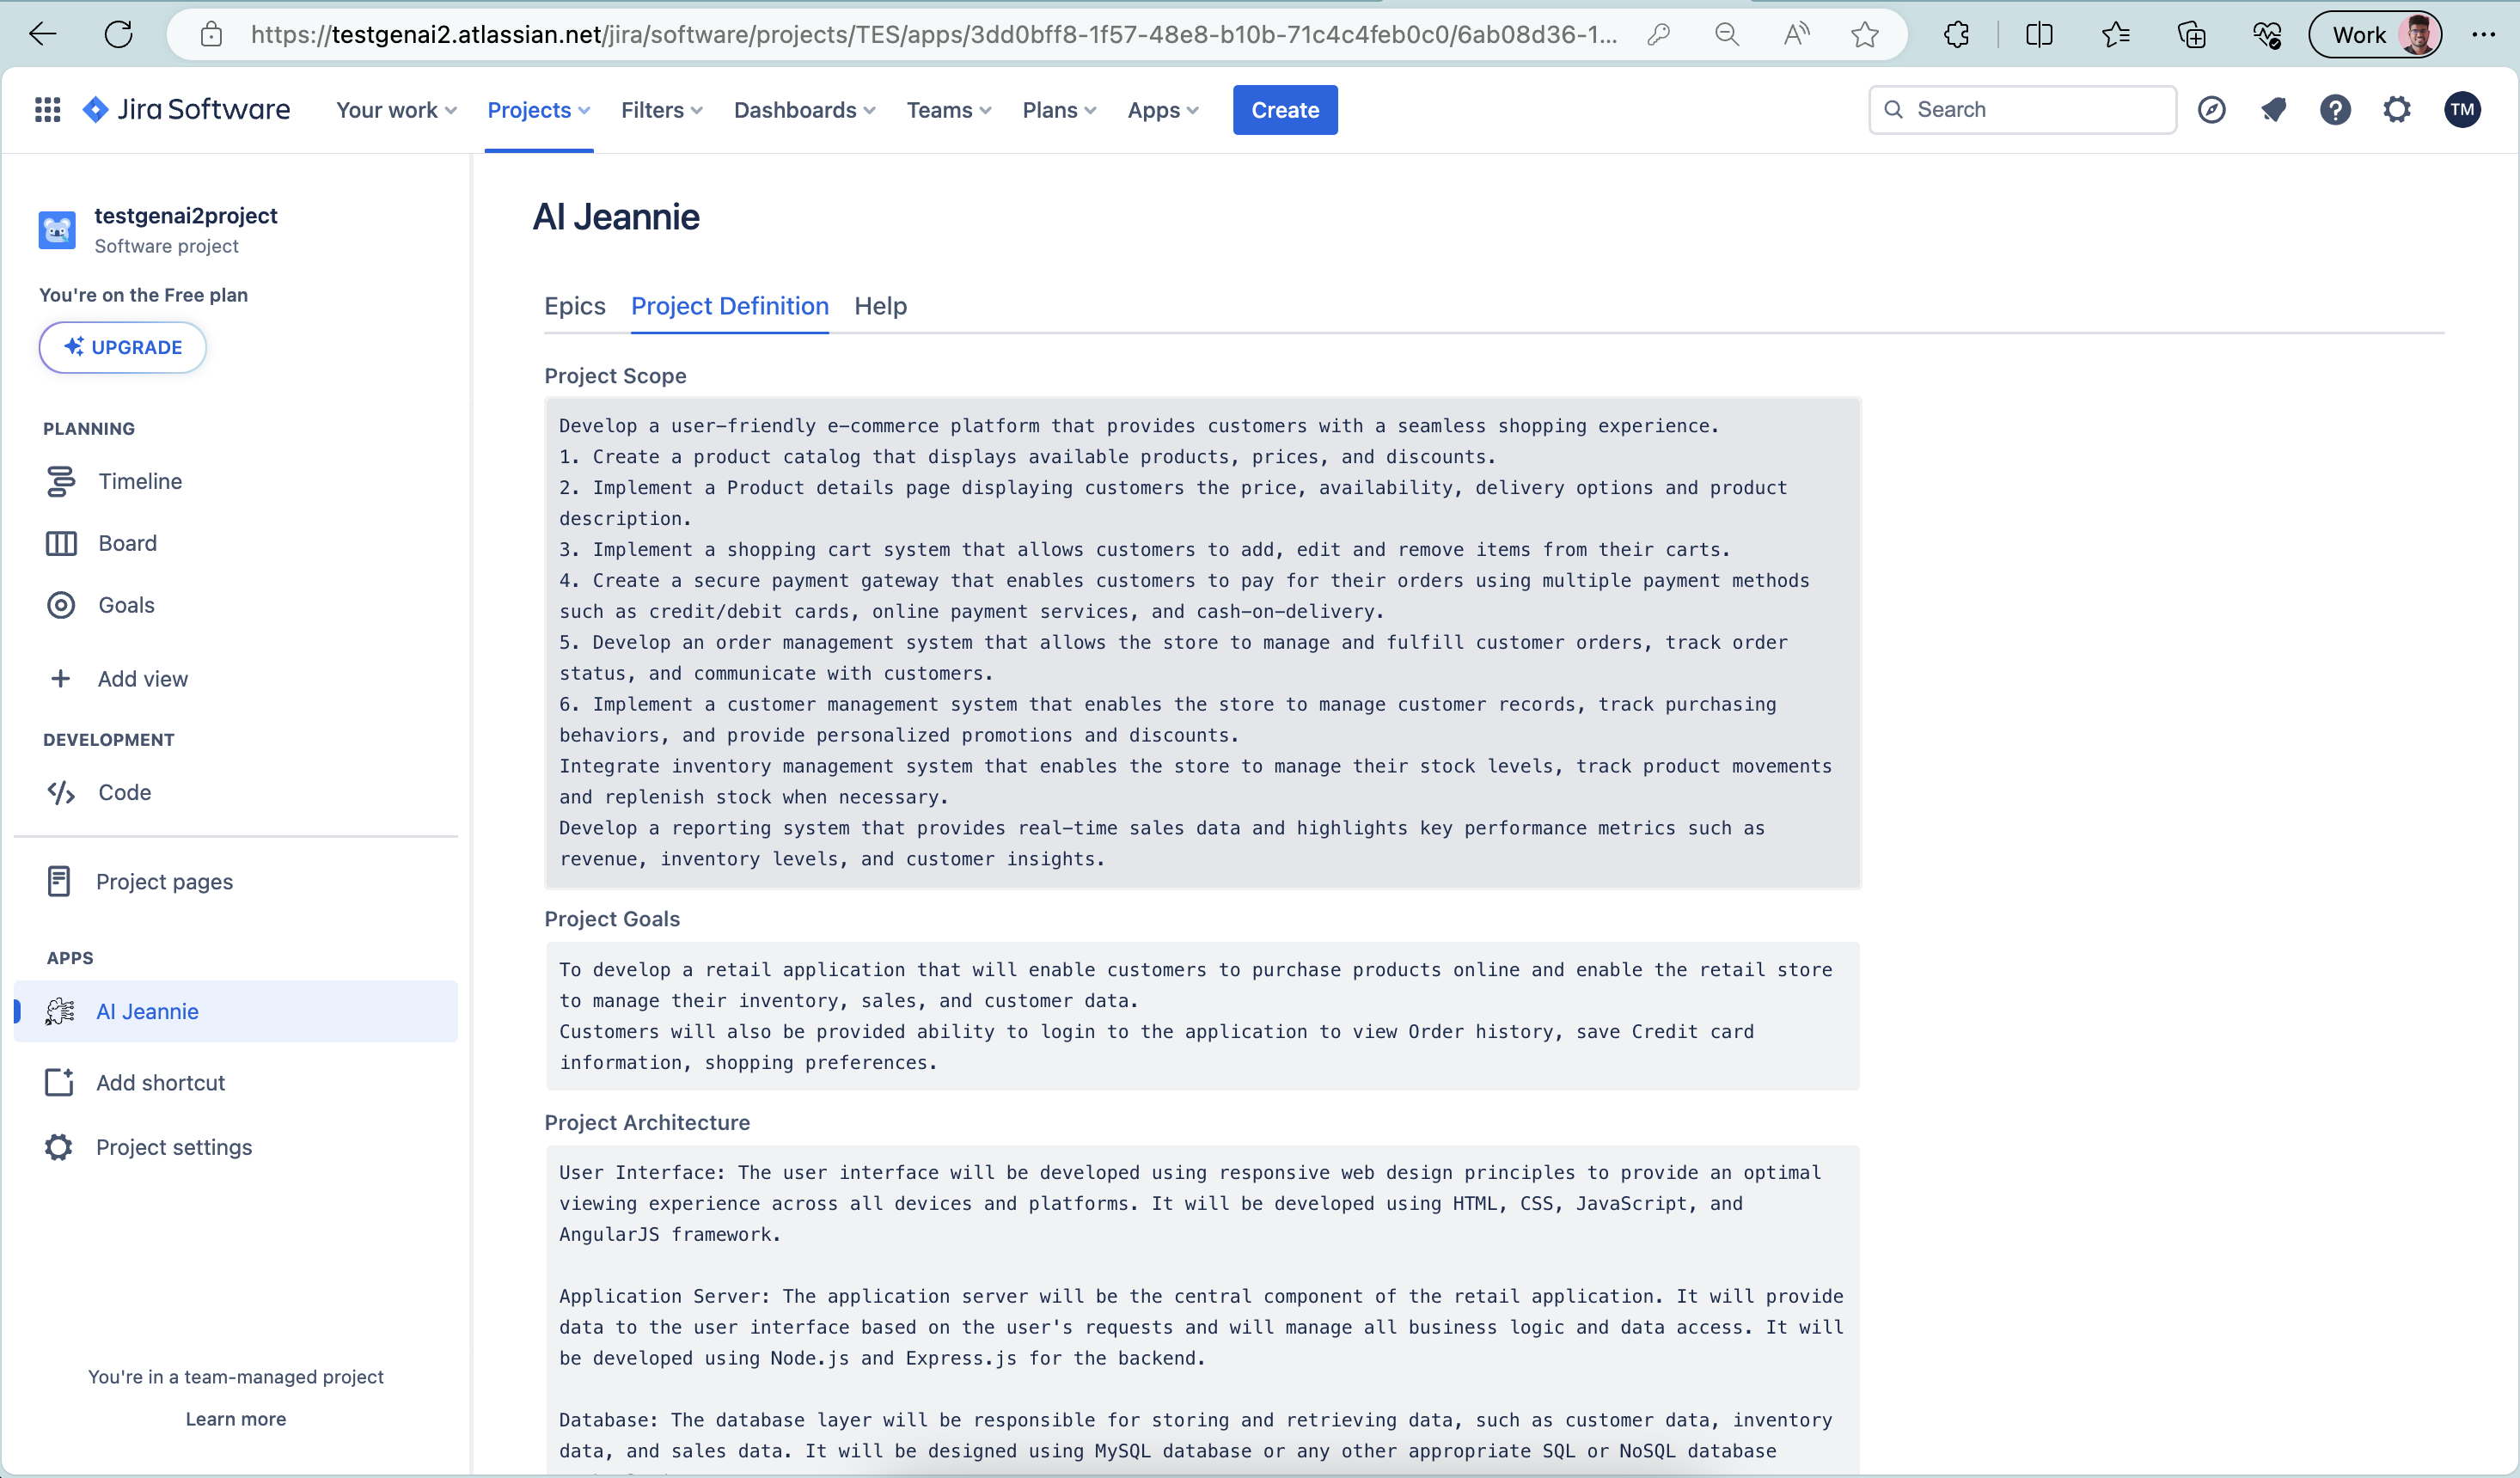 https://testgenai2.atlassian.net/jira/software/projects/TES/apps/3dd0bff8-1f57-48e8-b10b-71c4c4feb0c0/6ab08d36-1...
Work
Jira Software
Your work
Projects
Filters
Dashboards
Teams
Plans
Apps
Create
Search
TM
testgenai2project
Software project
You're on the Free plan
UPGRADE
PLANNING
Timeline
Board
Goals
Add view
DEVELOPMENT
Code
Project pages
APPS
AI Jeannie
Add shortcut
Project settings
You're in a team-managed project
Learn more
AI Jeannie
Epics
Project Definition
Help
Project Scope
Develop a user-friendly e-commerce platform that provides customers with a seamless shopping experience.
1. Create a product catalog that displays available products, prices, and discounts.
2. Implement a Product details page displaying customers the price, availability, delivery options and product
description.
3. Implement a shopping cart system that allows customers to add, edit and remove items from their carts.
4. Create a secure payment gateway that enables customers to pay for their orders using multiple payment methods
such as credit/debit cards, online payment services, and cash-on-delivery.
5. Develop an order management system that allows the store to manage and fulfill customer orders, track order
status, and communicate with customers.
6. Implement a customer management system that enables the store to manage customer records, track purchasing
behaviors, and provide personalized promotions and discounts.
Integrate inventory management system that enables the store to manage their stock levels, track product movements
and replenish stock when necessary.
Develop a reporting system that provides real-time sales data and highlights key performance metrics such as
revenue, inventory levels, and customer insights.
Project Goals
To develop a retail application that will enable customers to purchase products online and enable the retail store
to manage their inventory, sales, and customer data.
Customers will also be provided ability to login to the application to view Order history, save Credit card
information, shopping preferences.
Project Architecture
User Interface: The user interface will be developed using responsive web design principles to provide an optimal
viewing experience across all devices and platforms. It will be developed using HTML, CSS, JavaScript, and
AngularJS framework.
Application Server: The application server will be the central component of the retail application. It will provide
data to the user interface based on the user's requests and will manage all business logic and data access. It will
be developed using Node.js and Express.js for the backend.
Database: The database layer will be responsible for storing and retrieving data, such as customer data, inventory
data, and sales data. It will be designed using MySQL database or any other appropriate SQL or NoSQL database